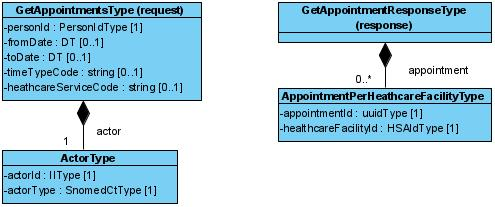 GetAppointmentsType (request)
-personId : PersonIdType [1]
-fromDate : DT [0..1]
-toDate : DT [0..1]
-timeTypeCode : string [0..1]
-heathcareServiceCode : string [0..1]
actor
1
ActorType
-actorId : IIType [1]
-actorType : SnomedCtType [1]
GetAppointmentResponseType
(response)
appointment
0..*
AppointmentPerHeathcareFacilityType
-appointmentId : uuidType [1]
-healthcareFacilityId : HSAIdType [1]